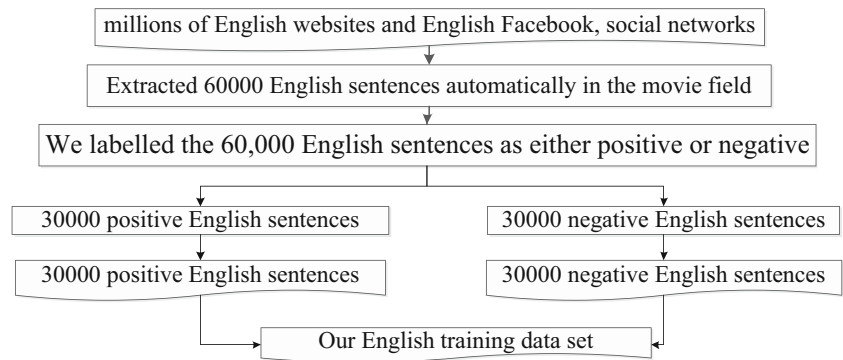 millions of English websites and English Facebook, social networks
Extracted 60000 English sentences automatically in the movie field
We labelled the 60,000 English sentences as either positive or negative
30000 positive English sentences
30000 negative English sentences
30000 positive English sentences
30000 negative English sentences
Our English training data set